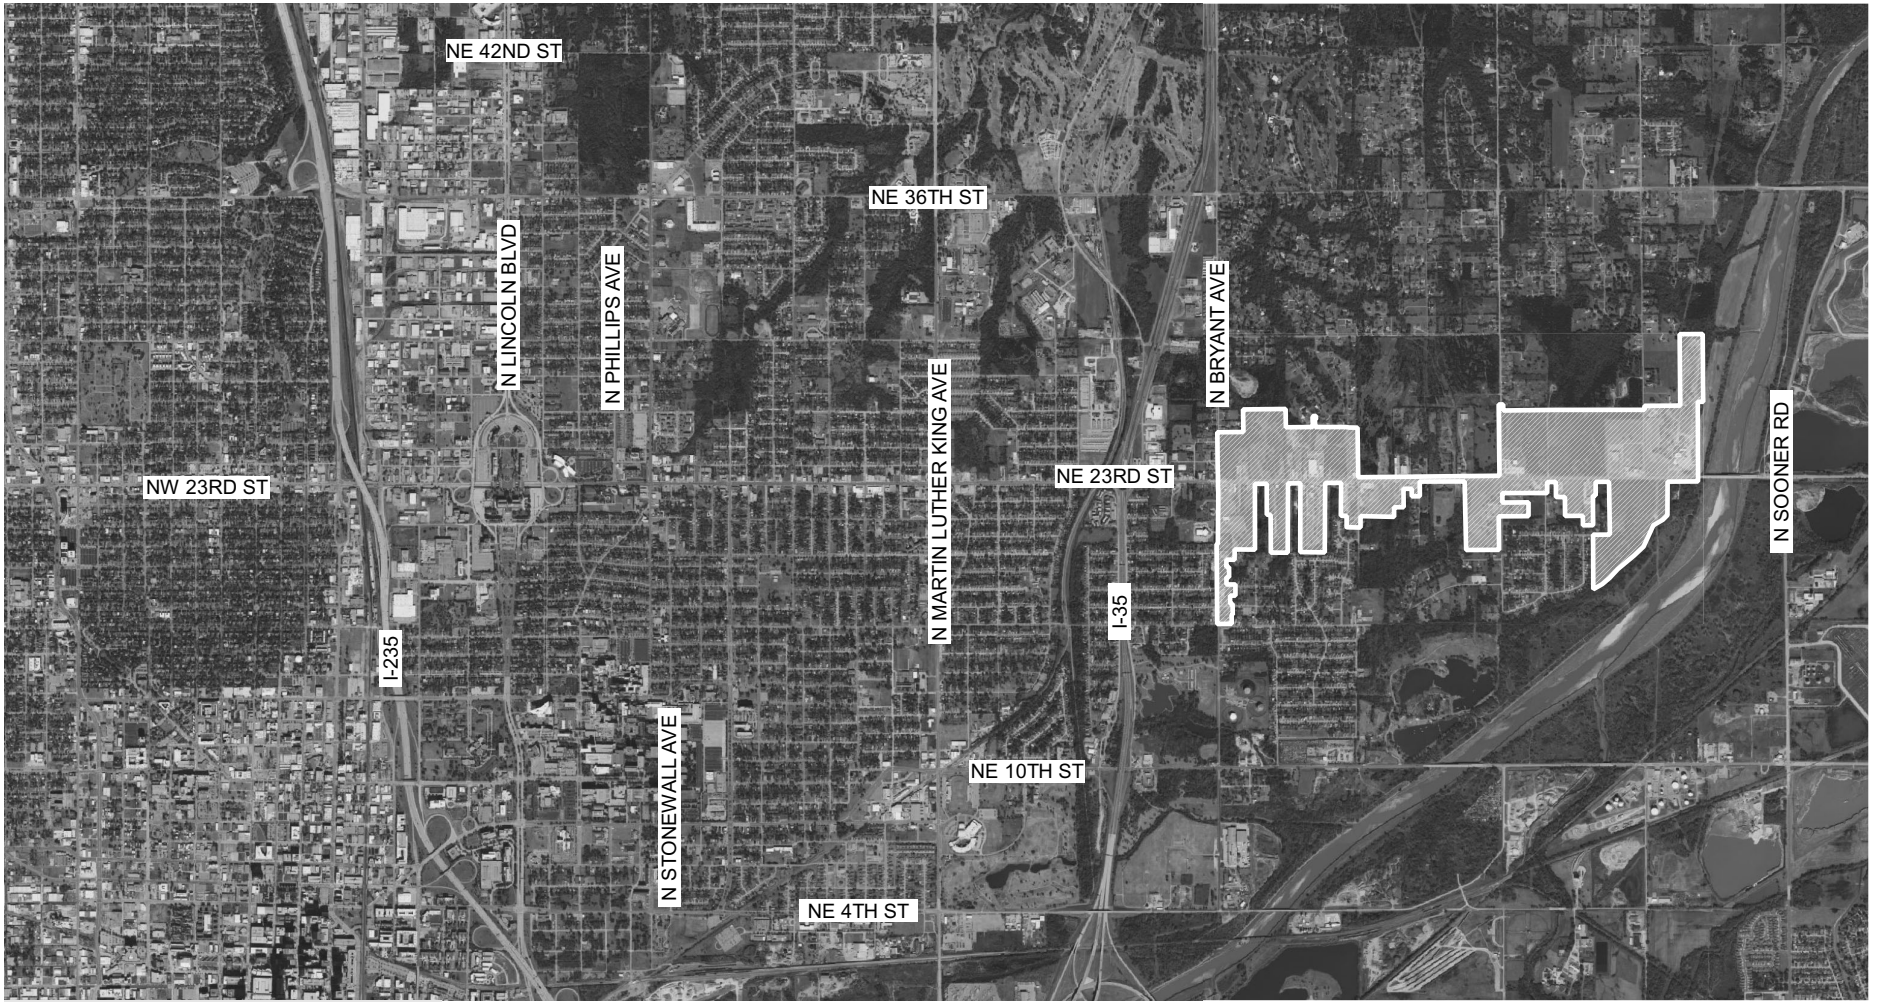 NE 42ND ST
NE 36TH ST
N LINCOLN BLVD
N PHILLIPS AVE
N BRYANT AVE
N MARTIN LUTHER KING AVE
NE 23RD ST
NW 23RD ST
N SOONER RD
I-35
I-235
N STONEWALL AVE
NE 10TH ST
NE 4TH ST